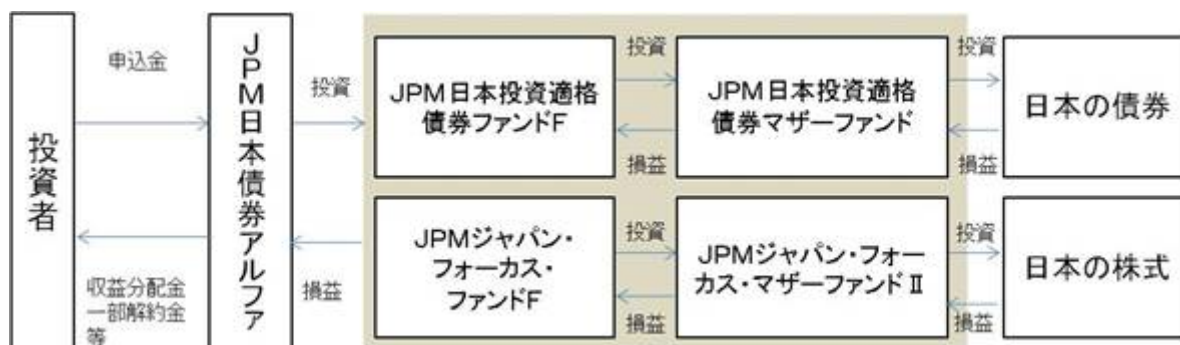 投資者
申込金
収益分配金
一部解約金
等
JPM日本債券アルファ
投資
損益
JPM日本投資適格
債券ファンドF
投資
損益
JPM日本投資適格
債券マザーファンド
投資
損益
日本の債券
JPMジャパン・
フォーカス・
ファンドF
投資
損益
JPMジャパン・フォー
カス・マザーファンドⅡ
投資
損益
日本の株式